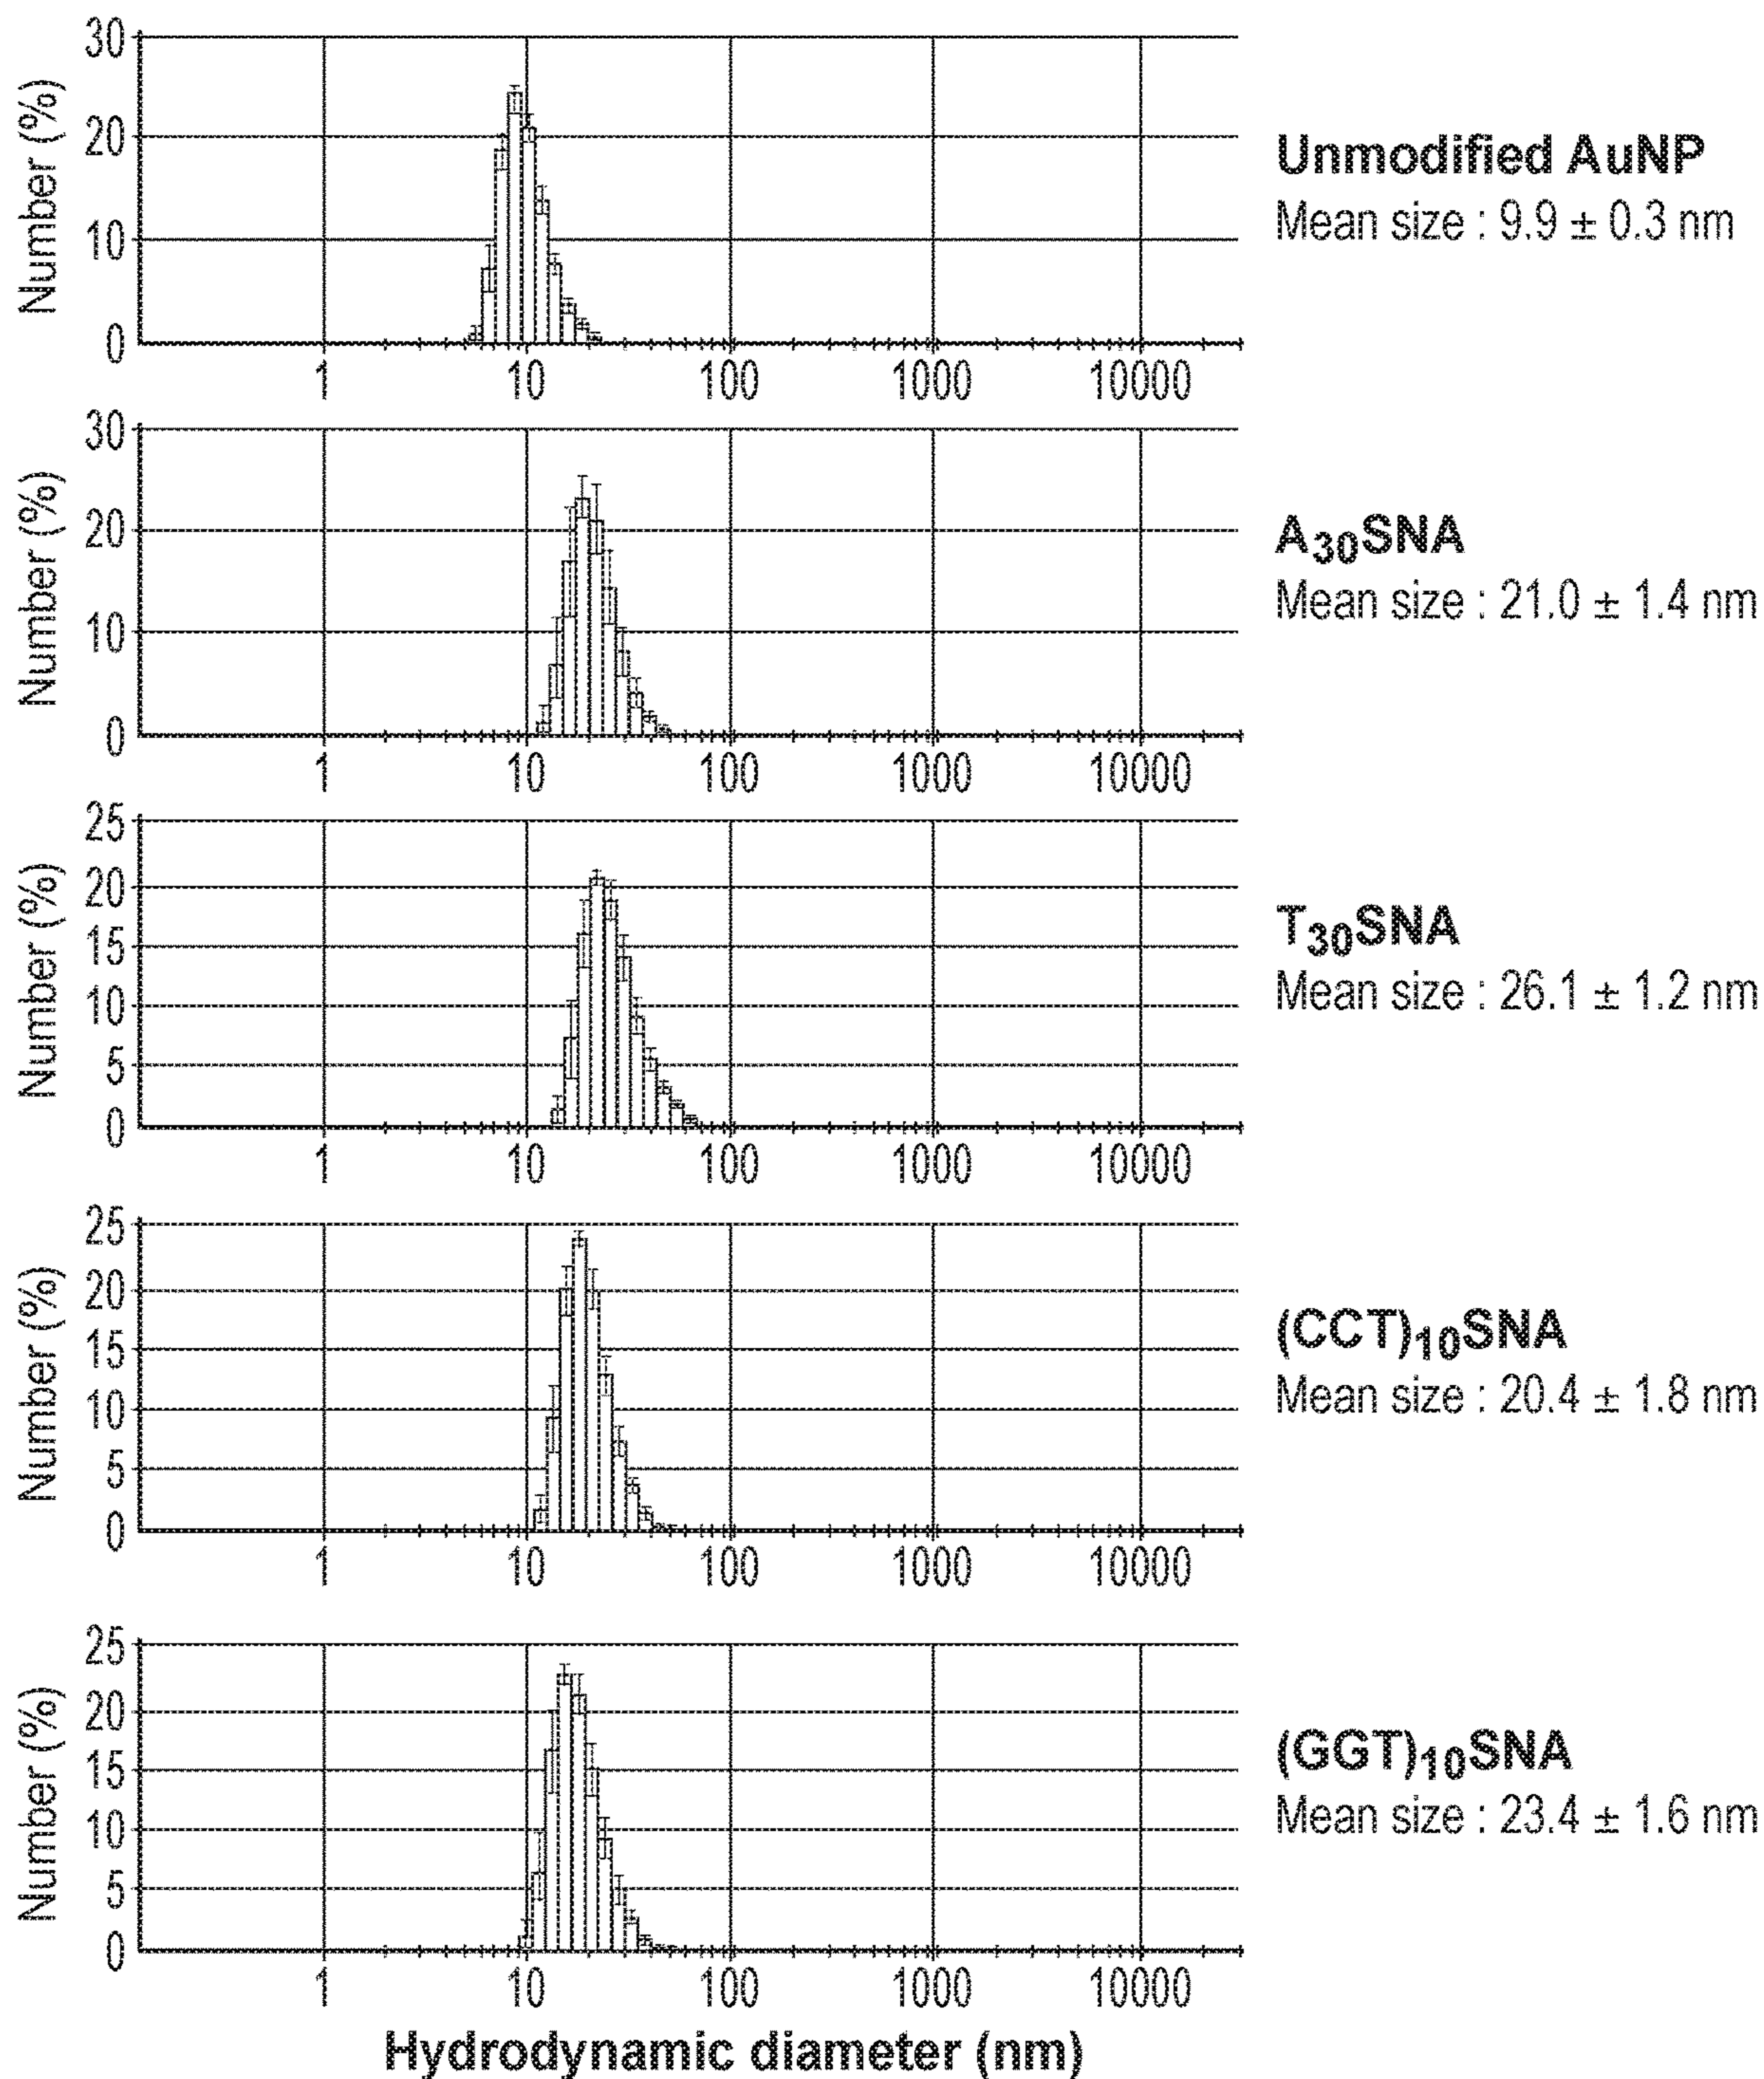 30
20
10
0
Number (%)
1 10 100 1000 10000
Unmodified AuNP
Mean size : 9.9 ± 0.3 nm
30
20
10
0
Number (%)
1 10 100 1000 10000
A30SNA
Mean size : 21.0 ± 1.4 nm
25
20
15
10
5
0
Number (%)
1 10 100 1000 10000
T30SNA
Mean size : 26.1 ± 1.2 nm
25
20
15
10
5
0
Number (%)
1 10 100 1000 10000
(CCT)10SNA
Mean size : 20.4 ± 1.8 nm
25
20
15
10
5
0
Number (%)
1 10 100 1000 10000
(GGT)10SNA
Mean size : 23.4 ± 1.6 nm
Hydrodynamic diameter (nm)